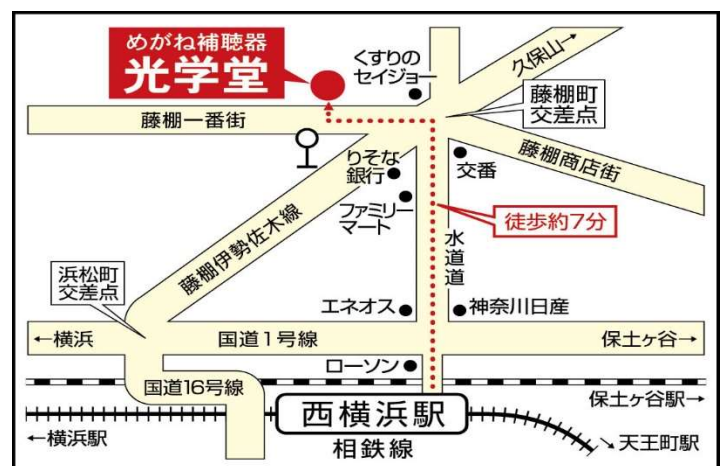 めがね補聴器
光学堂
くすりの
セイジョー
久保山→
藤棚町
交差点
藤棚一番街
りそな
銀行
交番
藤棚商店街
ファミリー
マート
徒歩約7分
藤棚伊勢佐木線
水道道
浜松町
交差点
エネオス
神奈川日産
←横浜
国道1号線
保土ヶ谷→
ローソン
国道16号線
保土ヶ谷駅→
西横浜駅
←横浜駅
相鉄線
→天王町駅